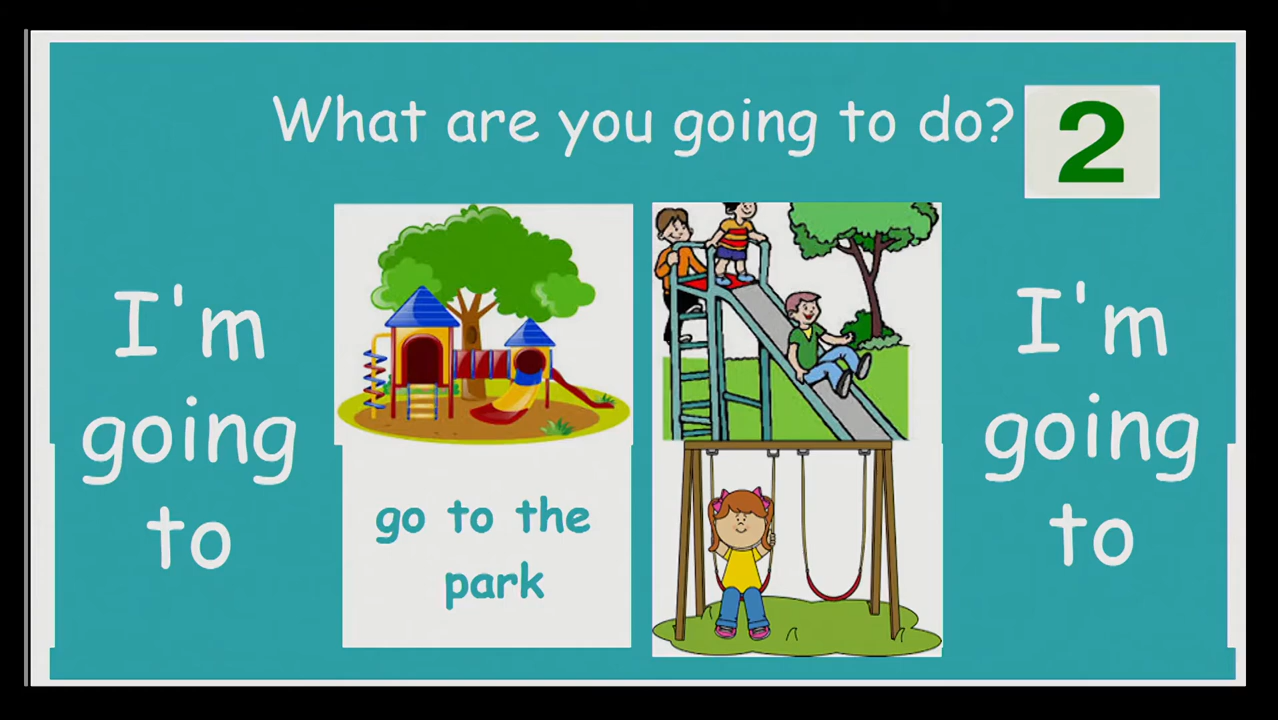 What are you going to do?
2
I'm
going
to
go to the
park
I'm
going
to